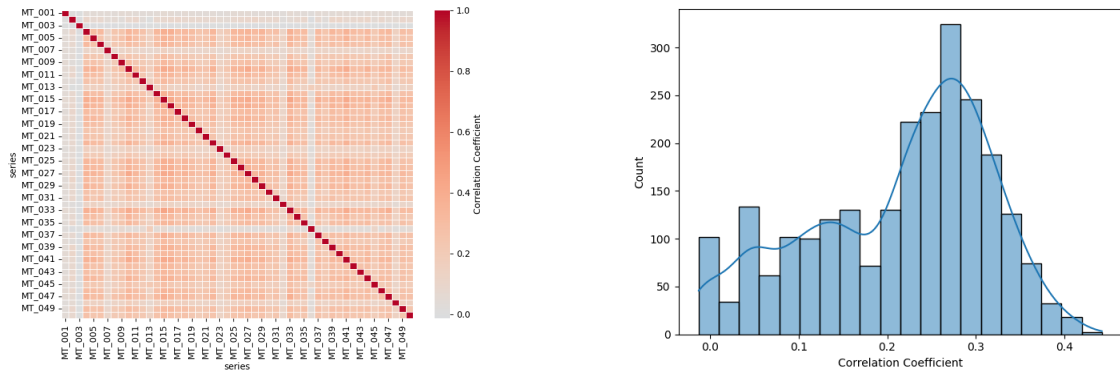 MT_001
MT_003
MT_005
MT_007
MT_009
MT_011
MT_013
MT_015
MT_017
MT_019
MT_021
MT_023
MT_025
MT_027
MT_029
MT_031
MT_033
MT_035
MT_037
MT_039
MT_041
MT_043
MT_045
MT_047
MT_049
series
MT_001
MT_003
MT_005
MT_007
MT_009
MT_011
MT_013
MT_015
MT_017
MT_019
MT_021
MT_023
MT_025
MT_027
MT_029
MT_031
MT_033
MT_035
MT_037
MT_039
MT_041
MT_043
MT_045
MT_047
MT_049
series
1.0
0.8
0.6
0.4
0.2
0.0
Correlation Coefficient
300
250
200
150
100
50
0
Count
0.0
0.1
0.2
0.3
0.4
Correlation Coefficient